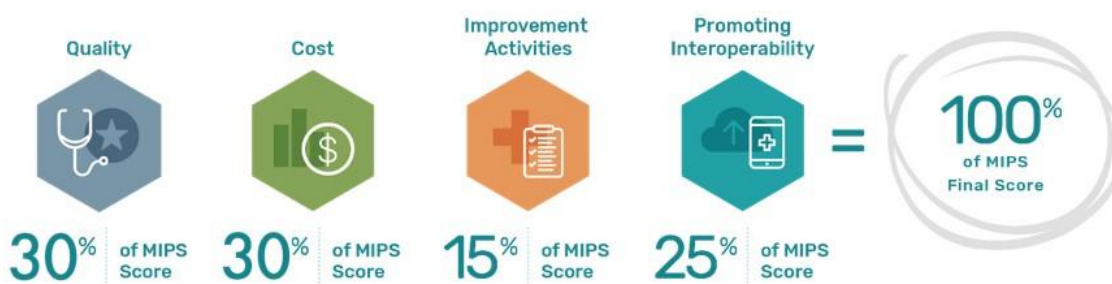 Quality
Cost
Improvement
Activities
Promoting
Interoperability
$
=
100%
of MIPS
Final Score
30%
of MIPS
Score
30%
of MIPS
Score
15%
of MIPS
Score
25%
of MIPS
Score